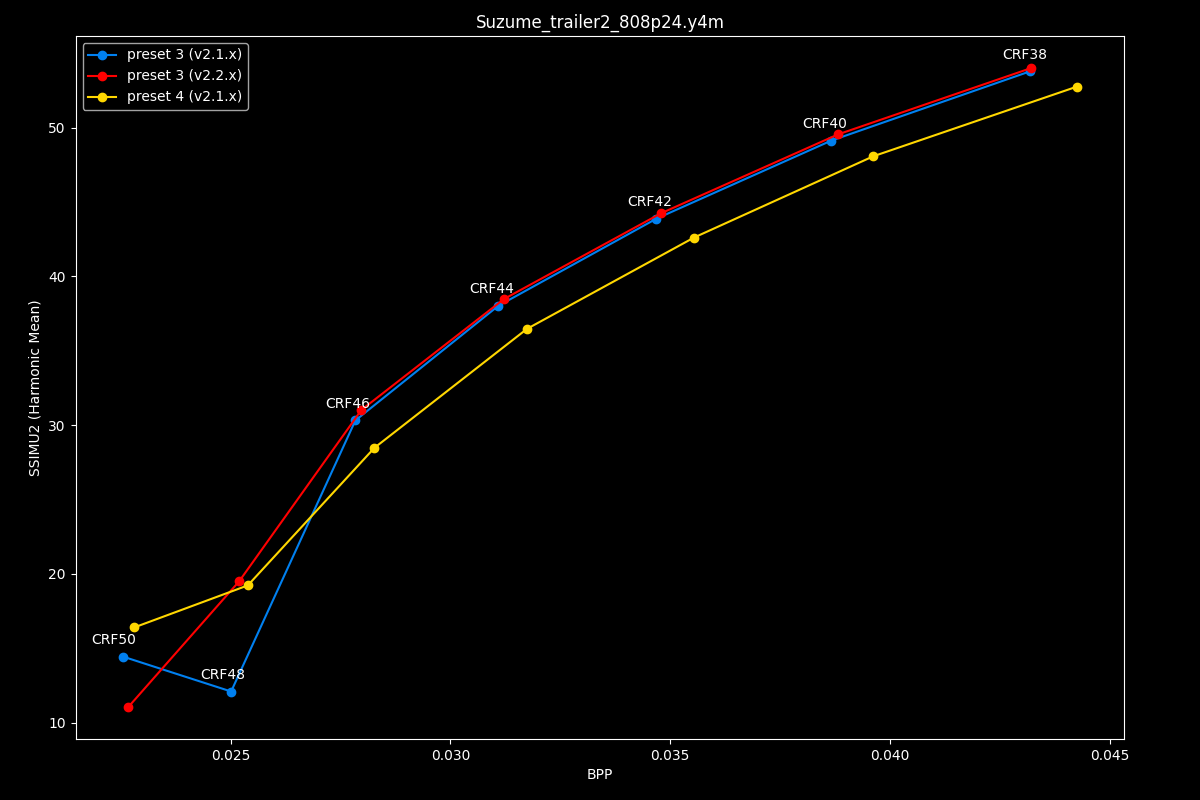 Suzume_trailer2_808p24.y4m
preset 3 (v2.1.x)
preset 3 (v2.2.x)
preset 4 (v2.1.x)
CRF38
CRF40
CRF42
CRF44
CRF46
CRF50
CRF48
50
40
30
20
10
SSIMU2 (Harmonic Mean)
0.025
0.030
0.035
0.040
0.045
BPP